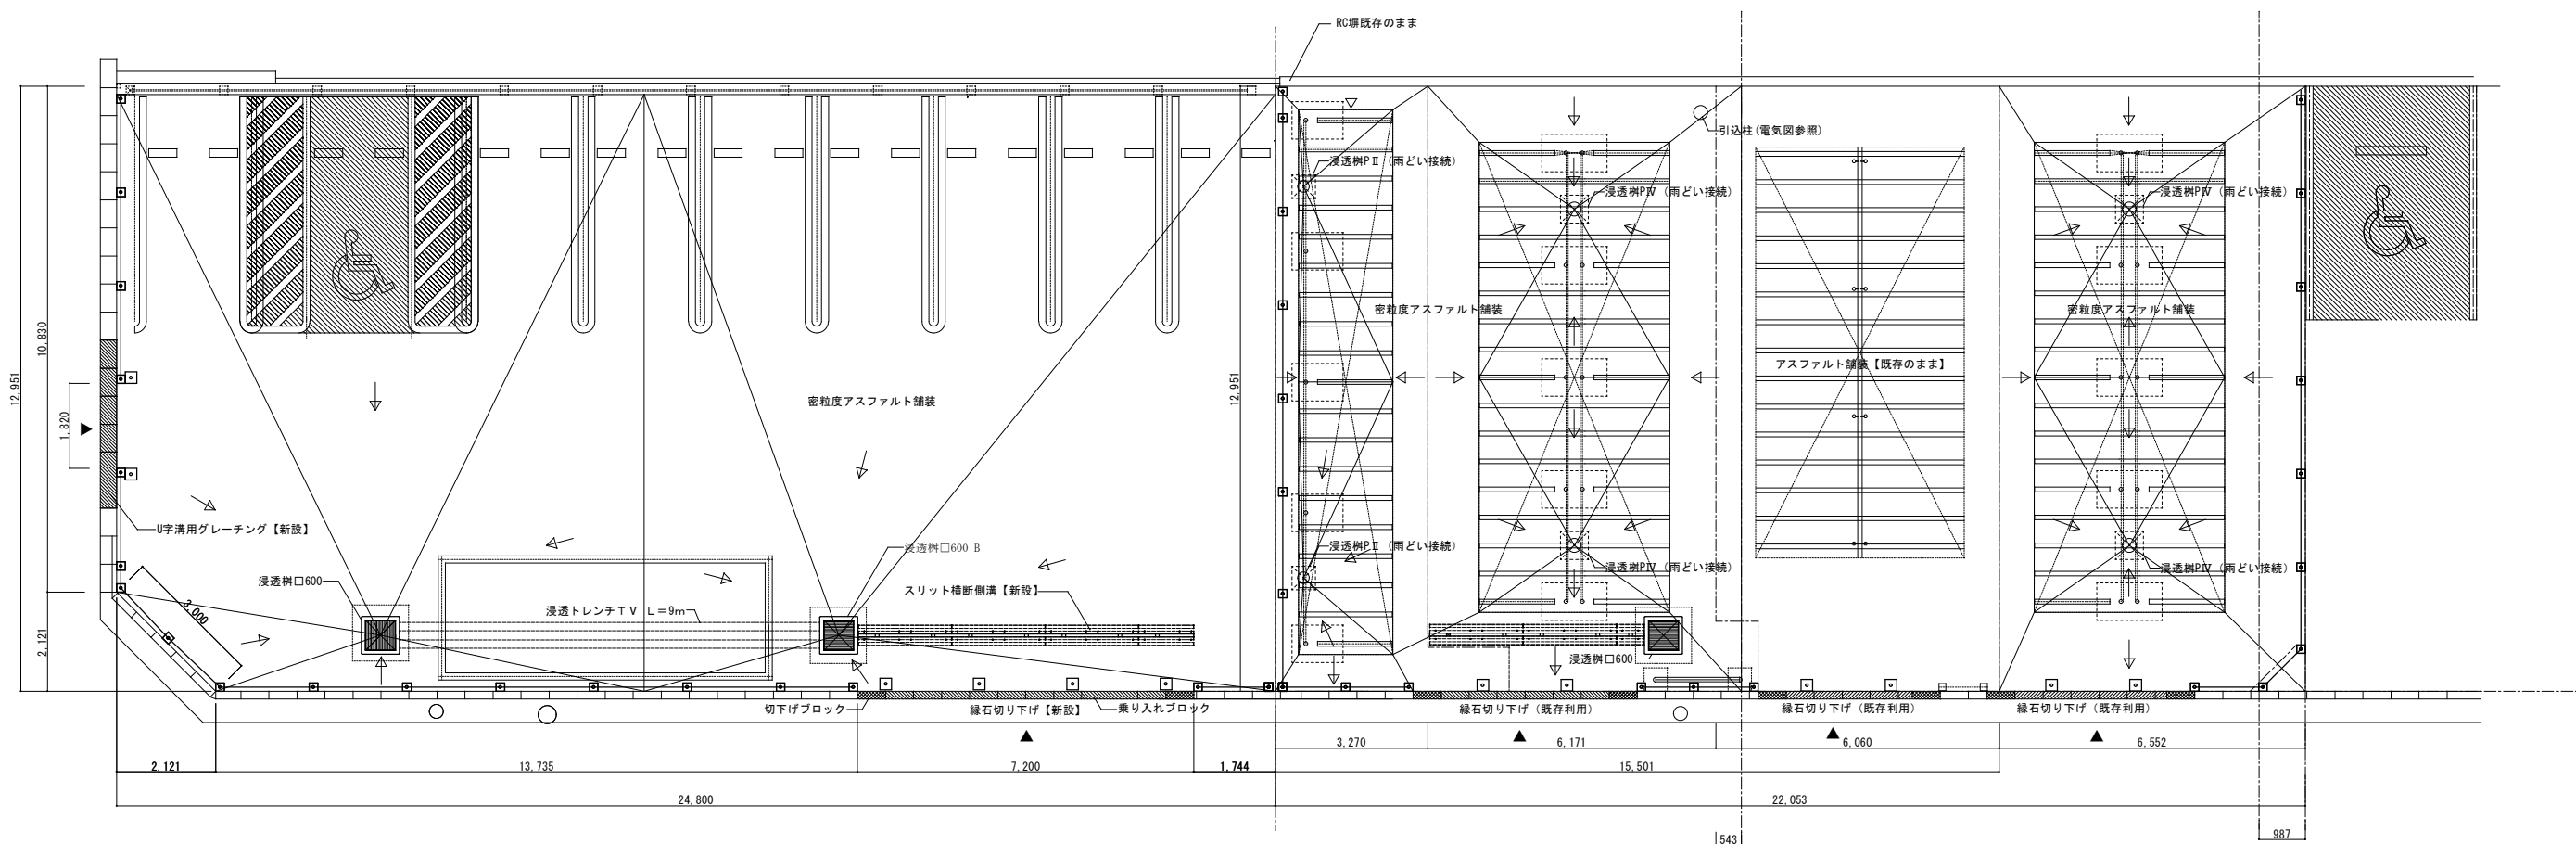 RC塀既存のまま
引込柱(電気図参照)
浸透桝PⅡ (雨どい接続)
浸透桝PⅣ (雨どい接続)
浸透桝PⅣ (雨どい接続)
密粒度アスファルト舗装
密粒度アスファルト舗装
アスファルト舗装【既存のまま】
密粒度アスファルト舗装
12,951
10,830
1,820
2,121
3,000
12,951
U字溝用グレーチング【新設】
浸透桝口600 B
浸透桝PⅡ (雨どい接続)
浸透桝PⅣ (雨どい接続)
浸透桝PⅣ (雨どい接続)
浸透桝口600
スリット横断側溝【新設】
浸透トレンチTV L=9m
浸透桝口600
切下げブロック
縁石切り下げ【新設】
乗り入れブロック
縁石切り下げ (既存利用)
縁石切り下げ (既存利用)
縁石切り下げ (既存利用)
3,270
6,171
6,060
6,552
2,121
13,735
7,200
1,744
15,501
24,800
22,053
543
987